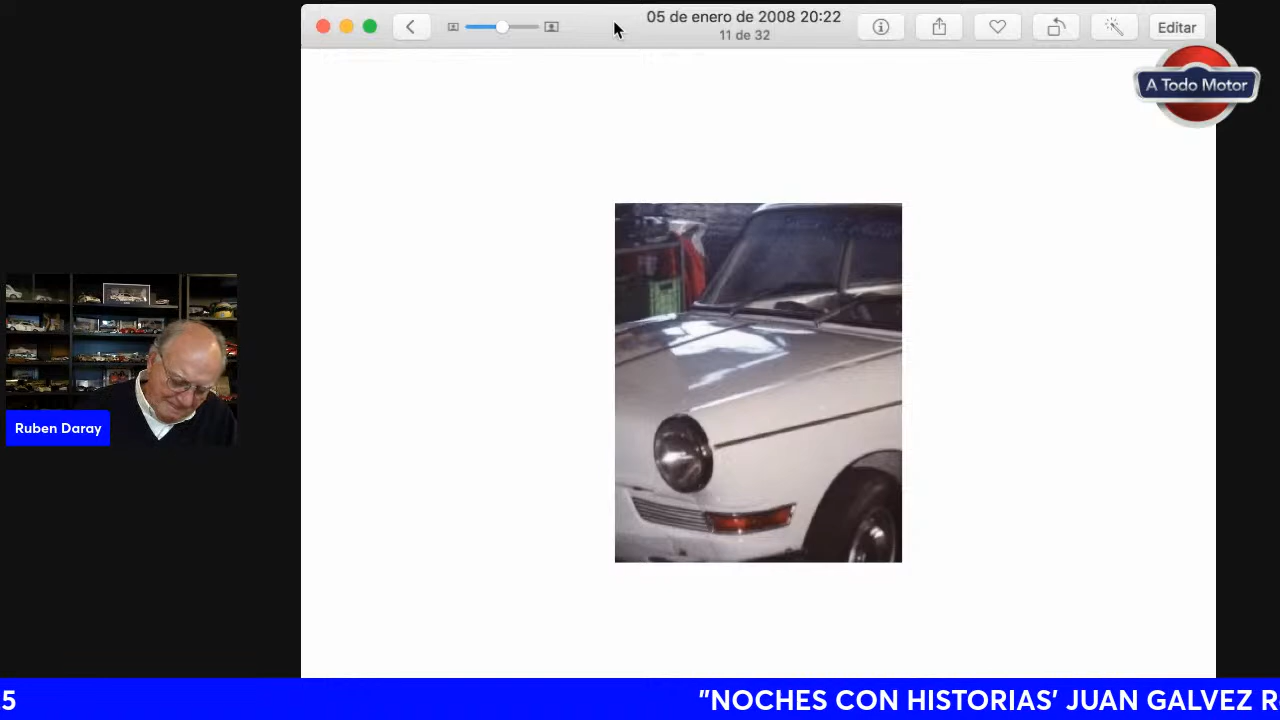 05 de enero de 2008 20:22
11 de 32
Editar
A Todo Motor
Ruben Daray
5
"NOCHES CON HISTORIAS' JUAN GALVEZ R